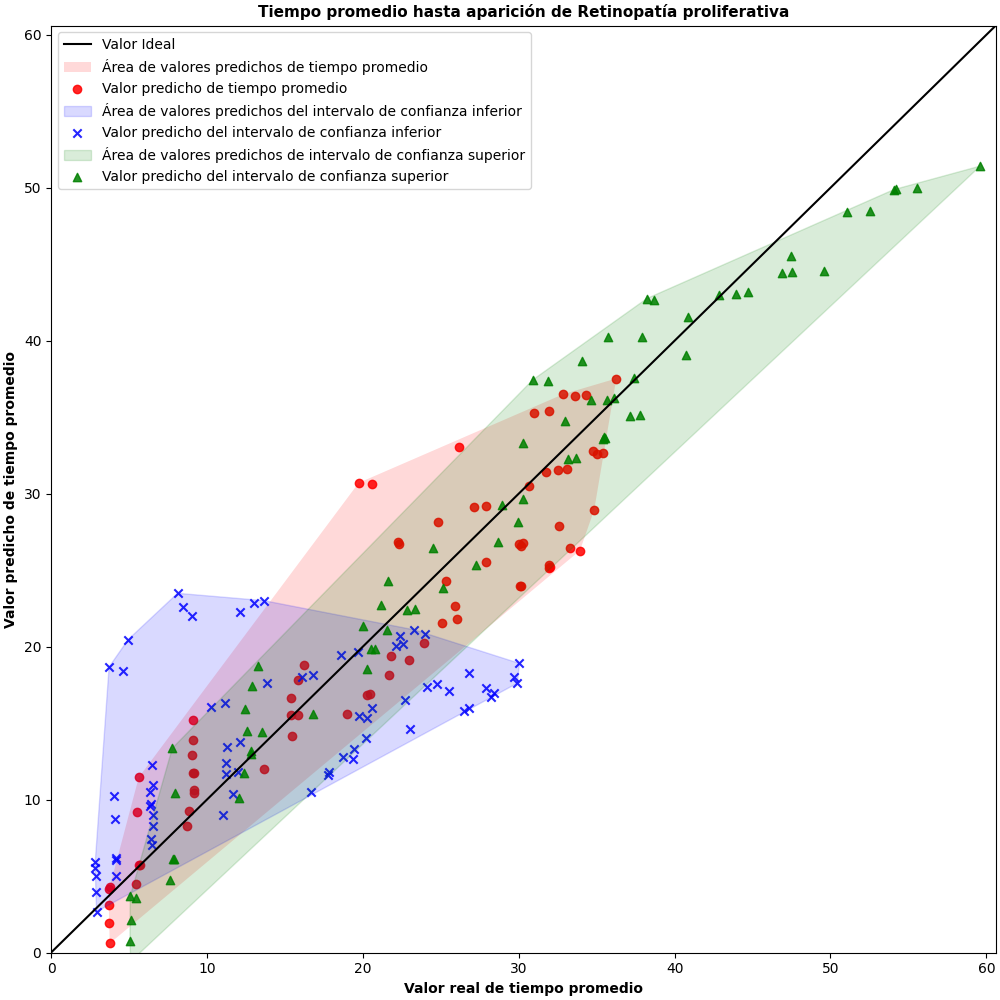 Tiempo promedio hasta aparición de Retinopatía proliferativa
Valor Ideal
Área de valores predichos de tiempo promedio
Valor predicho de tiempo promedio
Área de valores predichos del intervalo de confianza inferior
Valor predicho del intervalo de confianza inferior
Área de valores predichos de intervalo de confianza superior
Valor predicho del intervalo de confianza superior
Valor predicho de tiempo promedio
60
50
40
30
20
10
0
0 10 20 30 40 50 60
Valor real de tiempo promedio